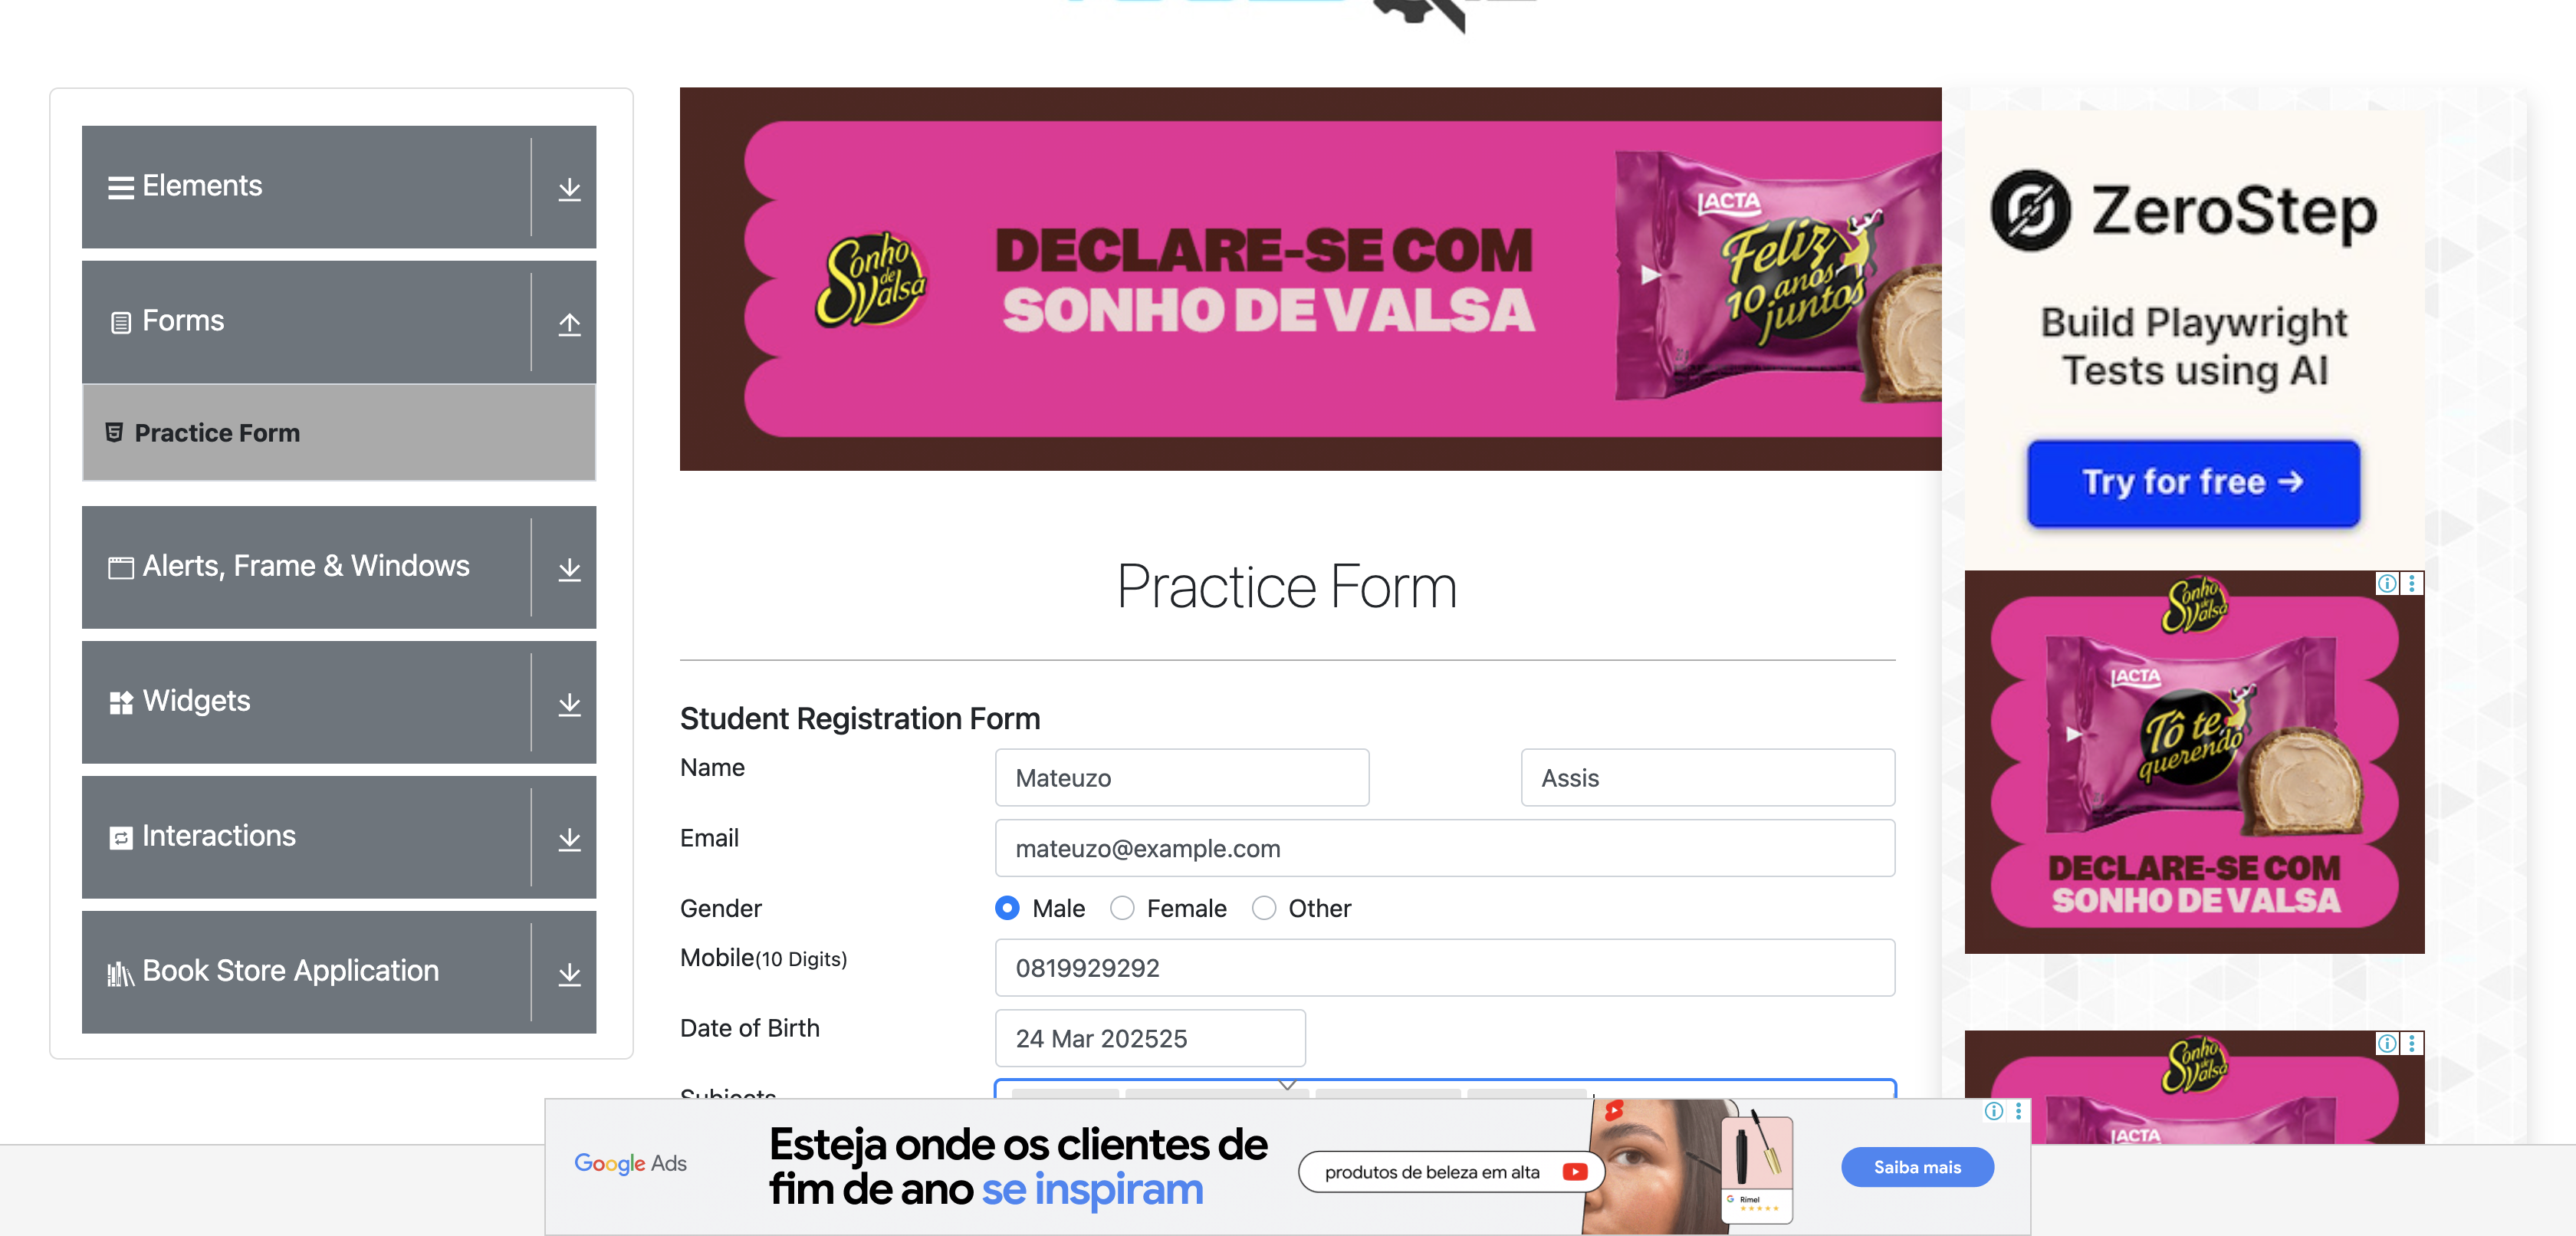 Elements
Forms
Practice Form
Alerts, Frame & Windows
Widgets
Interactions
Book Store Application
Sonho de Valsa
DECLARE-SE COM
SONHO DE VALSA
LACTA
Feliz
10 anos
juntos
Practice Form
Student Registration Form
Name
Mateuzo
Assis
Email
mateuzo@example.com
Gender
Male
Female
Other
Mobile(10 Digits)
0819929292
Date of Birth
24 Mar 202525
Subjects
ZeroStep
Build Playwright
Tests using AI
Try for free →
Sonho de Valsa
LACTA
Tô te
querendo
DECLARE-SE COM
SONHO DE VALSA
Sonho de Valsa
LACTA
Google Ads
Esteja onde os clientes de
fim de ano se inspiram
produtos de beleza em alta
Rímel
Saiba mais